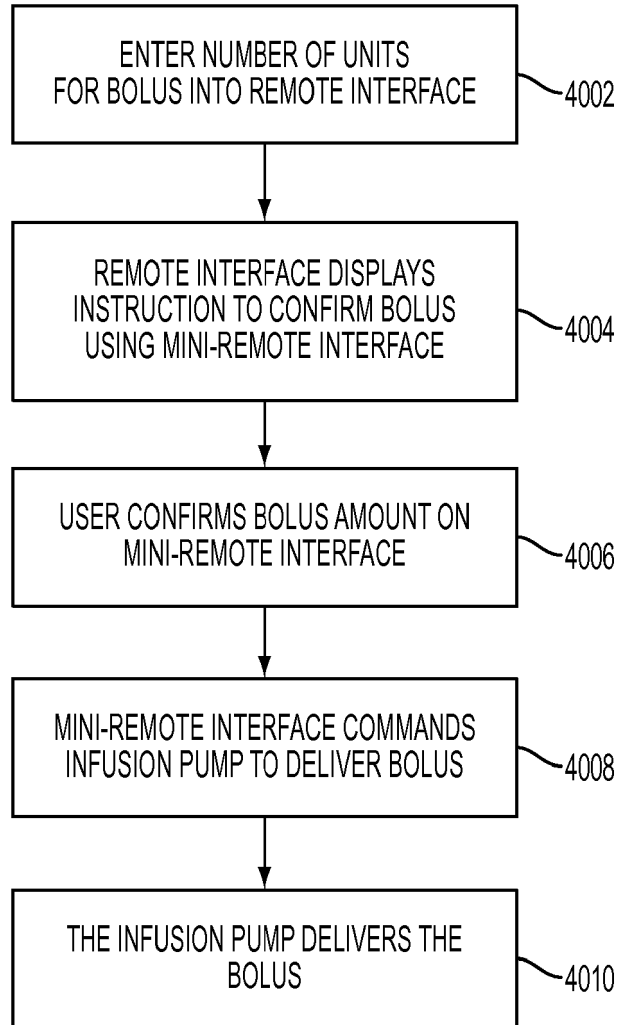 ENTER NUMBER OF UNITS
FOR BOLUS INTO REMOTE INTERFACE
4002
REMOTE INTERFACE DISPLAYS
INSTRUCTION TO CONFIRM BOLUS
USING MINI-REMOTE INTERFACE
4004
USER CONFIRMS BOLUS AMOUNT ON
MINI-REMOTE INTERFACE
4006
MINI-REMOTE INTERFACE COMMANDS
INFUSION PUMP TO DELIVER BOLUS
4008
THE INFUSION PUMP DELIVERS THE
BOLUS
4010